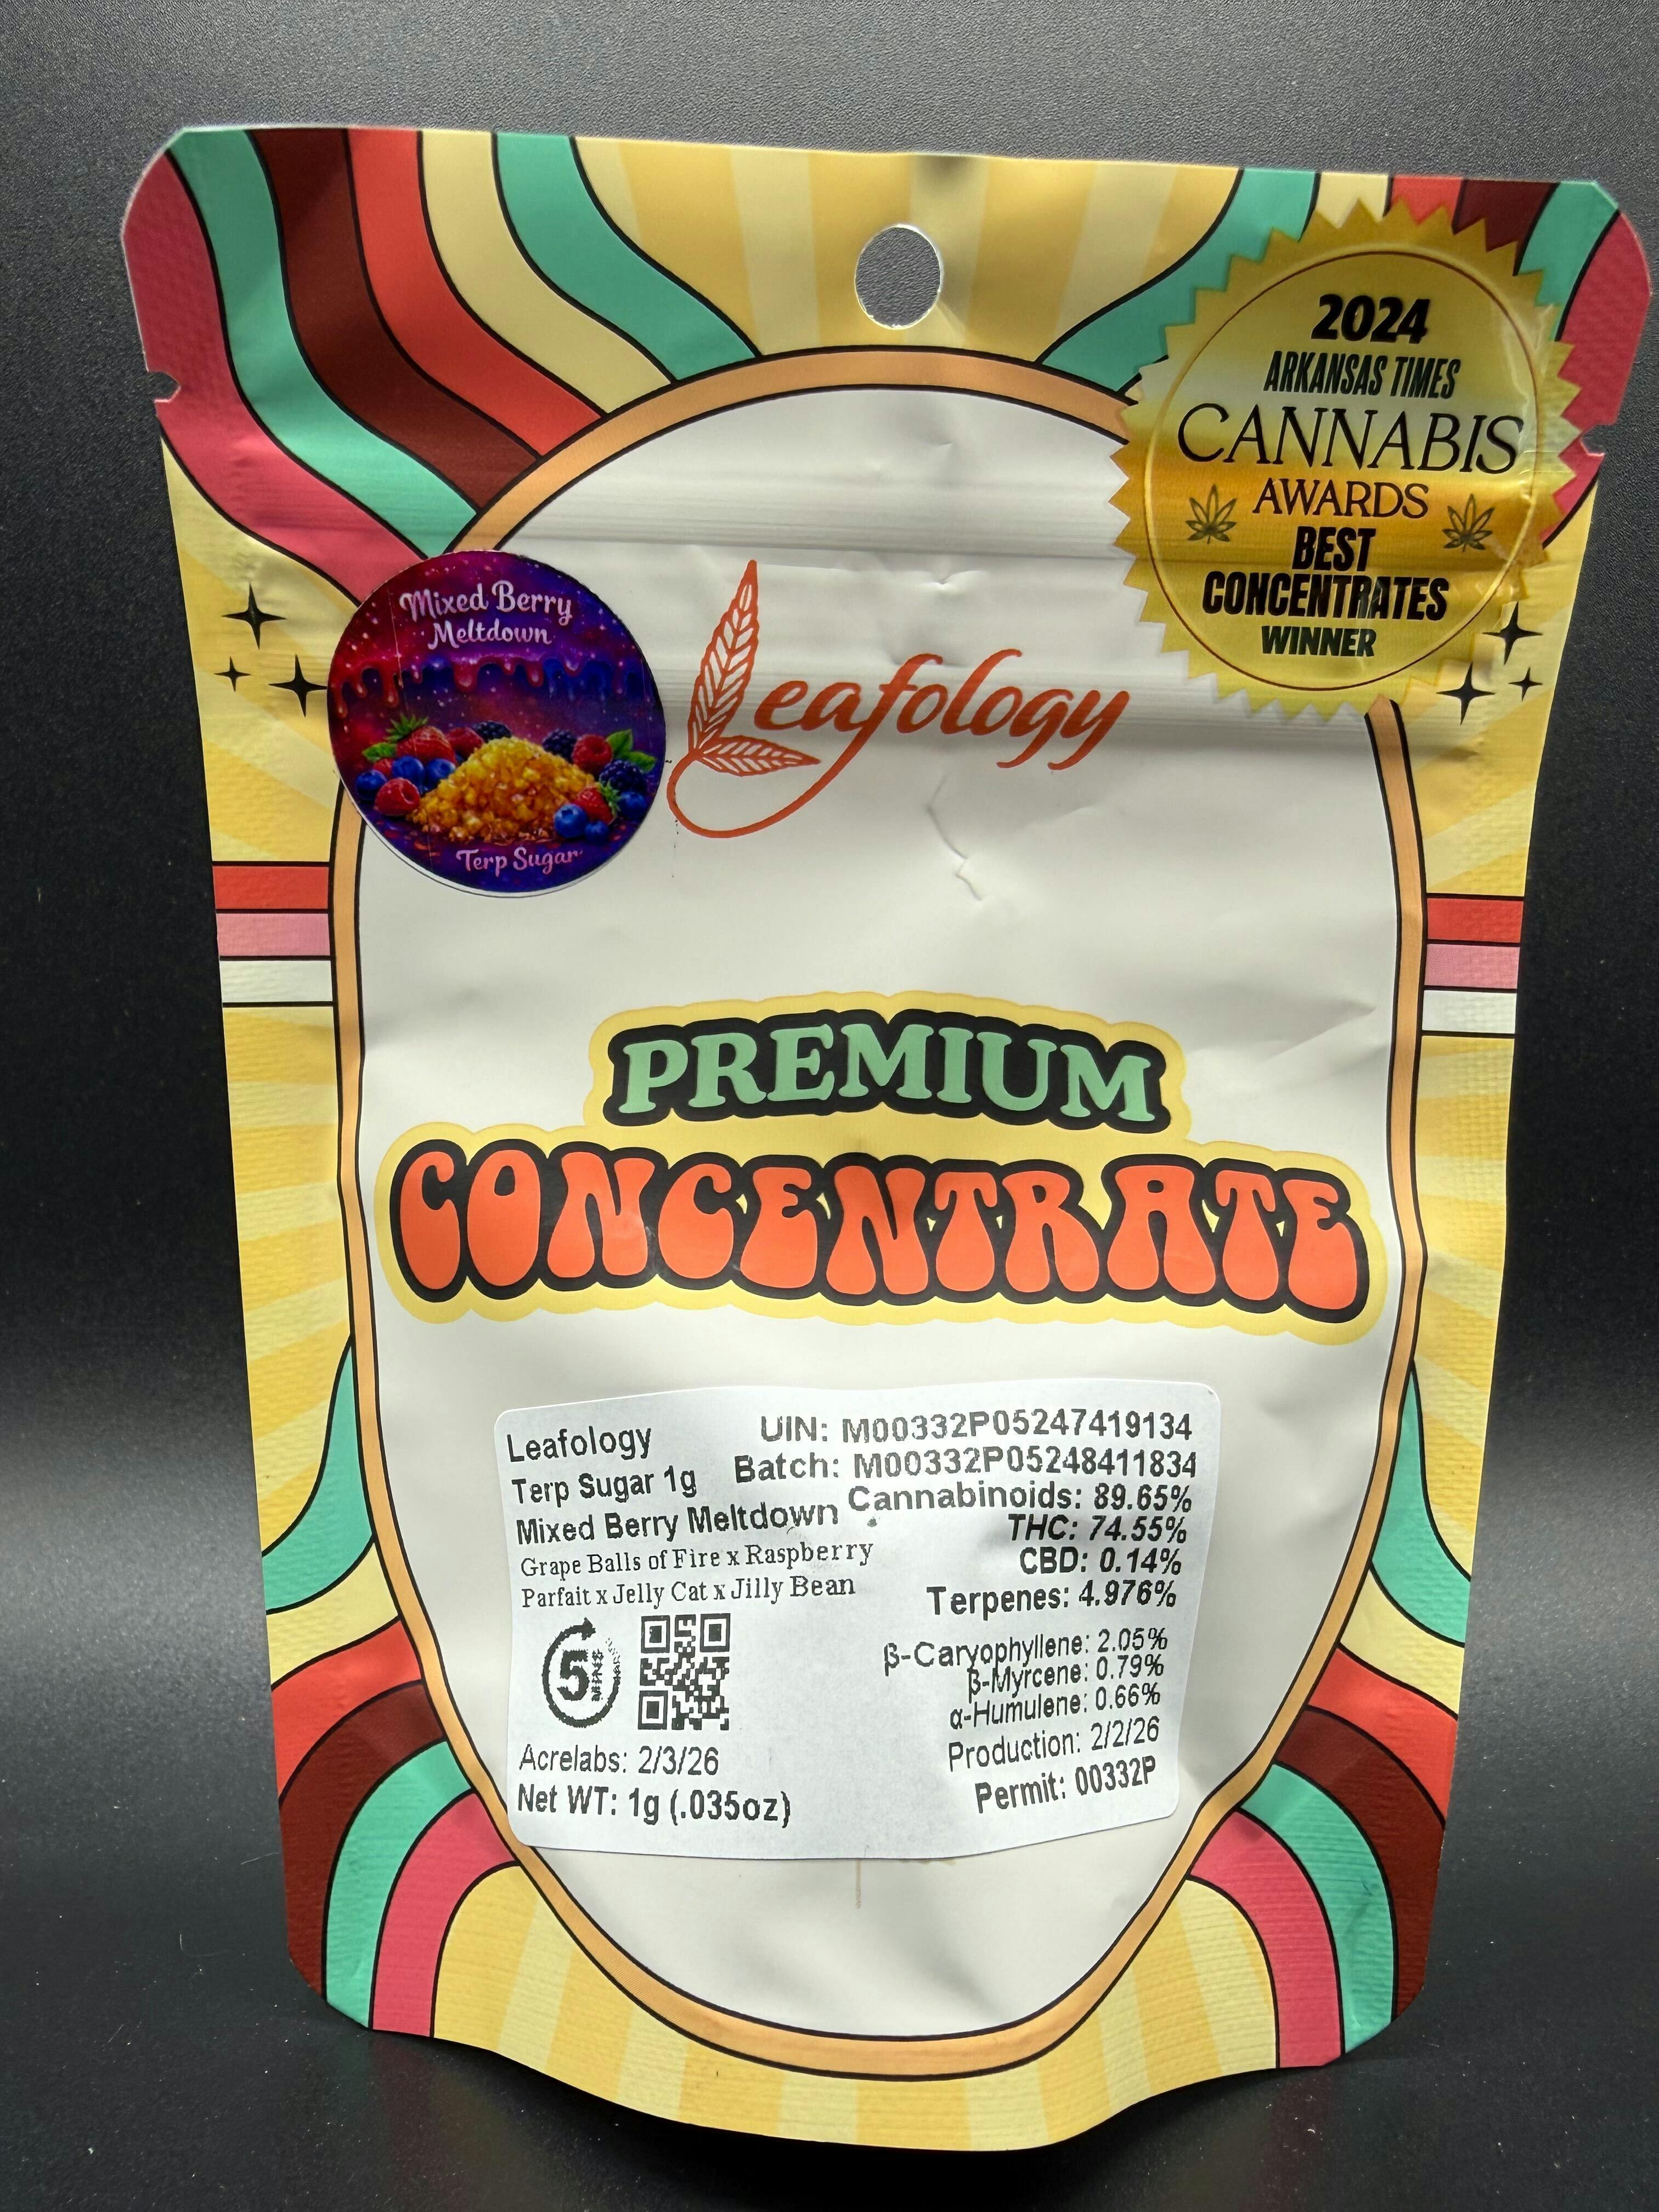 2024
ARKANSAS TIMES
CANNABIS
AWARDS
BEST
CONCENTRATES
WINNER
Mixed Berry
Meltdown
Terp Sugar
Leafology
PREMIUM
CONCENTRATE
Leafology
Terp Sugar 1g
Mixed Berry Meltdown
Grape Balls of Fire x Raspberry
Parfait x Jelly Cat x Jilly Bean
5 MINS
Acrelabs: 2/3/26
Net WT: 1g (.035oz)
UIN: M00332P05247419134
Batch: M00332P05248411834
Cannabinoids: 89.65%
THC: 74.55%
CBD: 0.14%
Terpenes: 4.976%
β-Caryophyllene: 2.05%
β-Myrcene: 0.79%
α-Humulene: 0.66%
Production: 2/2/26
Permit: 00332P